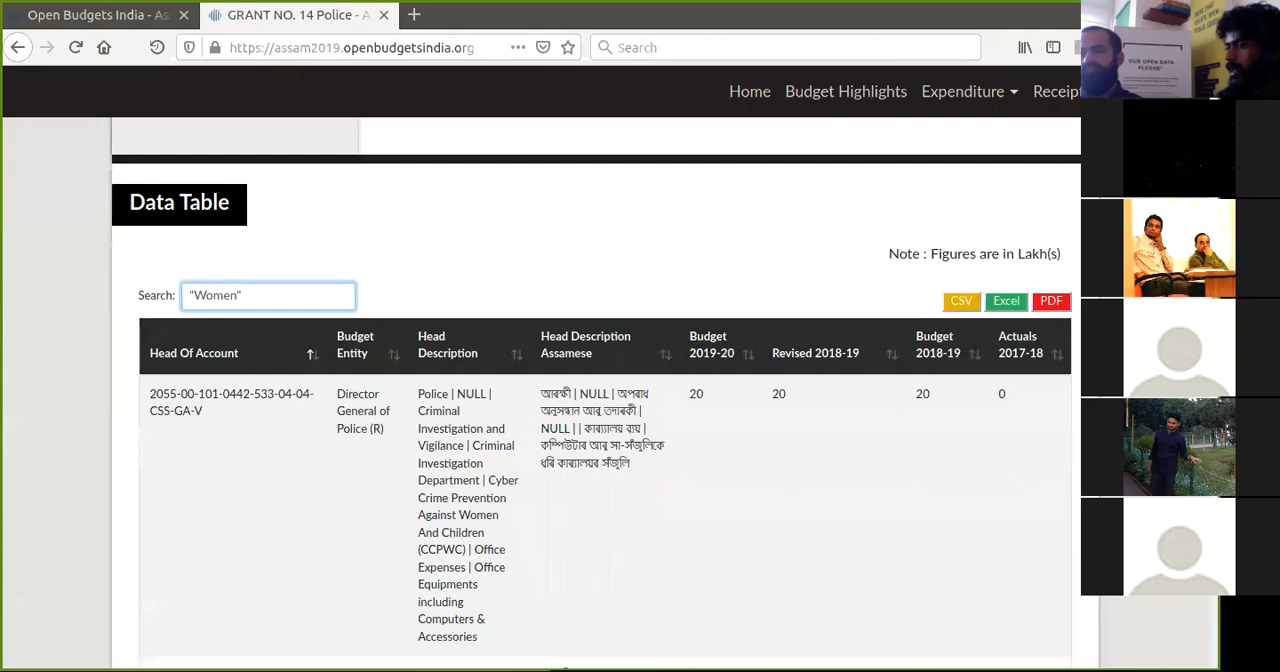 Open Budgets India - As
GRANT NO. 14 Police - A
https://assam2019.openbudgetsindia.org
Search
Home
Budget Highlights
Expenditure
Receipt
OUR OPEN DATA
PLEDGE
Data Table
Note : Figures are in Lakh(s)
Search:
"Women"
CSV
Excel
PDF
Head Of Account
Budget
Entity
Head
Description
Head Description
Assamese
Budget
2019-20
Revised 2018-19
Budget
2018-19
Actuals
2017-18
2055-00-101-0442-533-04-04-
CSS-GA-V
Director
General of
Police (R)
Police | NULL |
Criminal
Investigation and
Vigilance | Criminal
Investigation
Department | Cyber
Crime Prevention
Against Women
And Children
(CCPWC) | Office
Expenses | Office
Equipments
including
Computers &
Accessories
আৰক্ষী | NULL | অপৰাধ
অনুসন্ধান আৰু তদাৰকী |
NULL | | কাৰ্য্যালয় ব্যয় |
কম্পিউটাৰ আৰু সা-সঁজুলিকে
ধৰি কাৰ্য্যালয়ৰ সঁজুলি
20
20
20
0